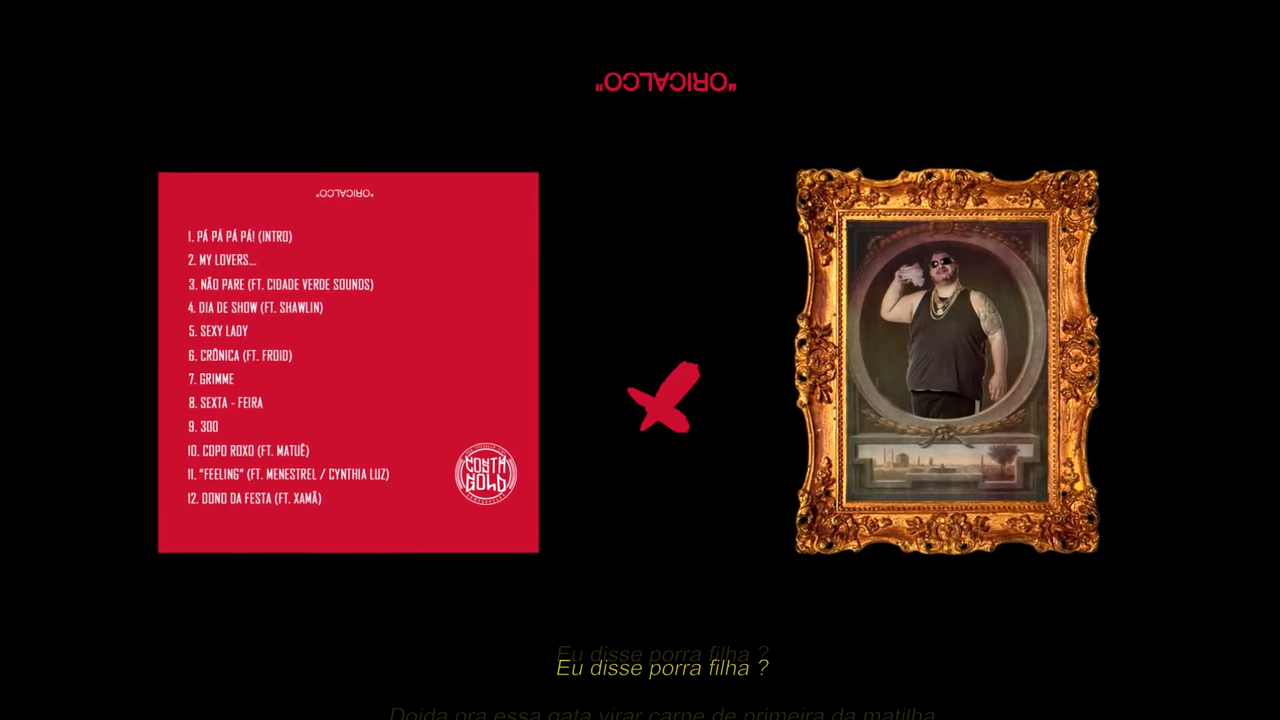 "ORICALCO"
"ORICALCO"
1. PÁ PÁ PÁ PÁ! (INTRO)
2. MY LOVERS...
3. NÃO PARE (FT. CIDADE VERDE SOUNDS)
4. DIA DE SHOW (FT. SHAWLIN)
5. SEXY LADY
6. CRÔNICA (FT. FROID)
7. GRIMME
8. SEXTA - FEIRA
9. 300
10. COPO ROXO (FT. MATUÊ)
11. "FEELING" (FT. MENESTREL / CYNTHIA LUZ)
12. DONO DA FESTA (FT. XAMÃ)
COSTA
GOLD
Eu disse porra filha ?
Eu disse porra filha ?
Doida pra essa gata virar carne de primeira da matilha